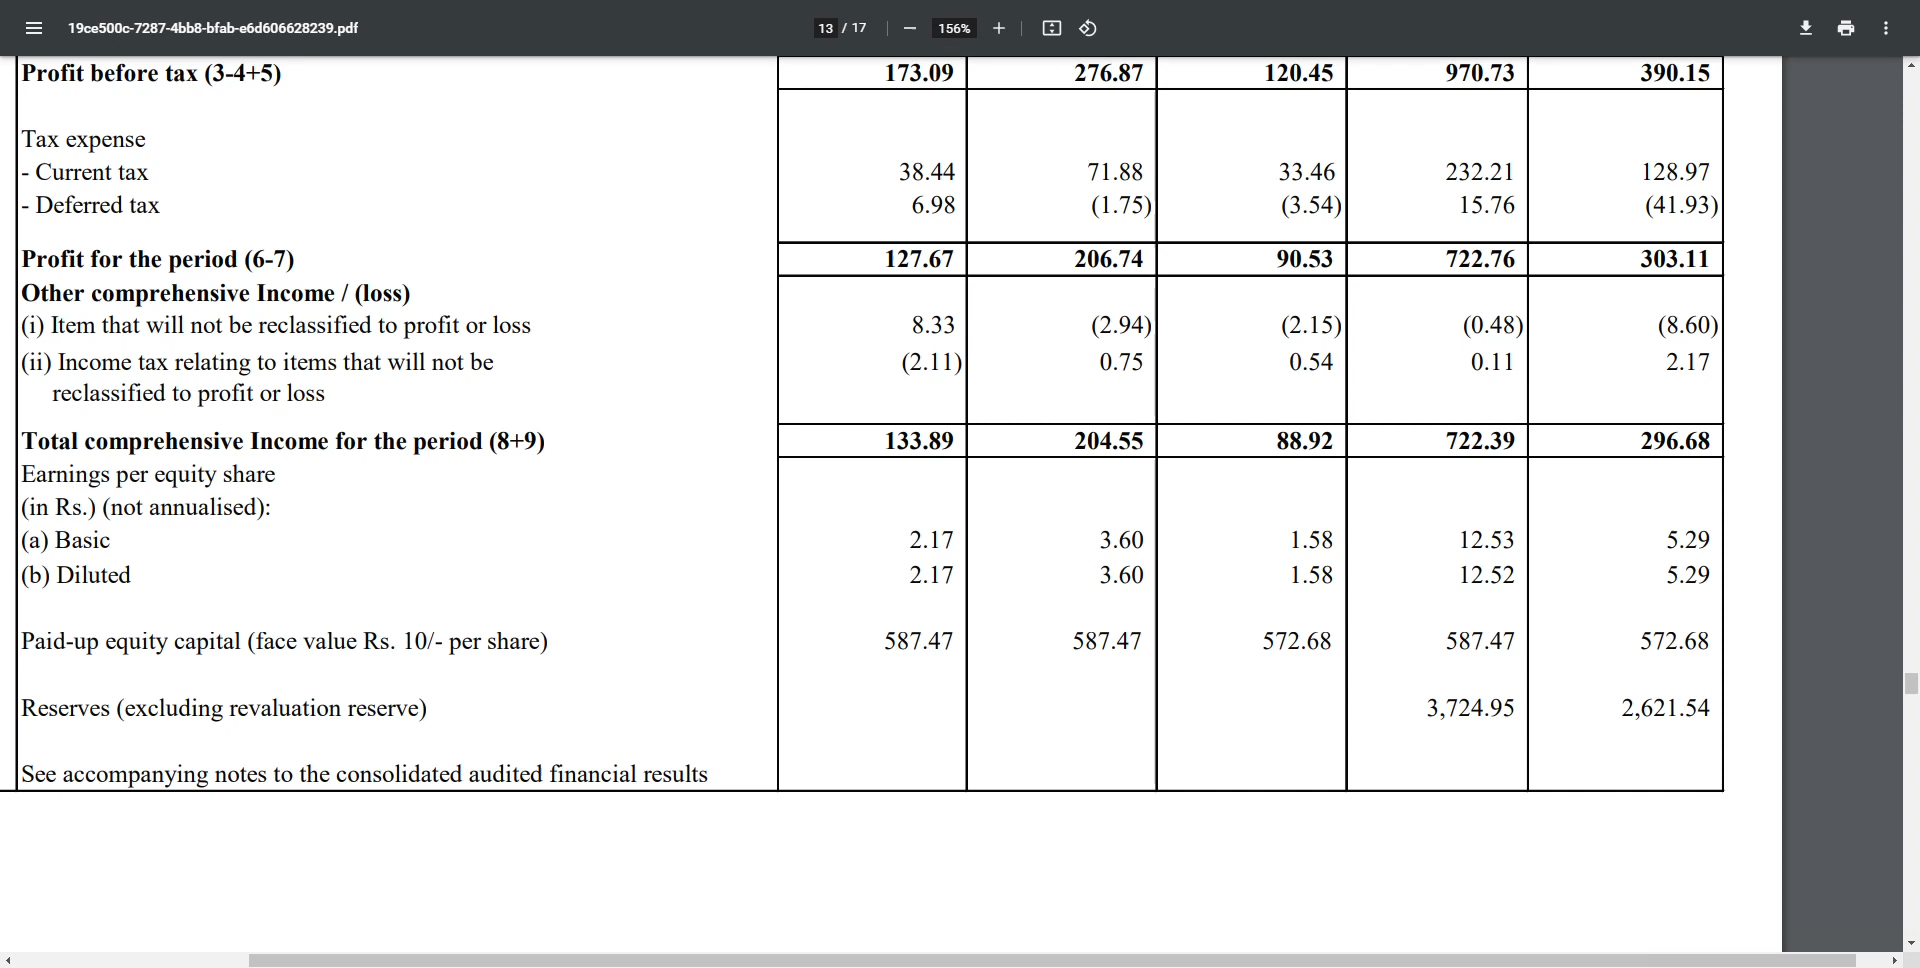 19ce500c-7287-4bb8-bfab-e6d606628239.pdf 13 / 17 156%
Profit before tax (3-4+5) 173.09 276.87 120.45 970.73 390.15
Tax expense
- Current tax 38.44 71.88 33.46 232.21 128.97
- Deferred tax 6.98 (1.75) (3.54) 15.76 (41.93)
Profit for the period (6-7) 127.67 206.74 90.53 722.76 303.11
Other comprehensive Income / (loss)
(i) Item that will not be reclassified to profit or loss 8.33 (2.94) (2.15) (0.48) (8.60)
(ii) Income tax relating to items that will not be (2.11) 0.75 0.54 0.11 2.17
reclassified to profit or loss
Total comprehensive Income for the period (8+9) 133.89 204.55 88.92 722.39 296.68
Earnings per equity share
(in Rs.) (not annualised):
(a) Basic 2.17 3.60 1.58 12.53 5.29
(b) Diluted 2.17 3.60 1.58 12.52 5.29
Paid-up equity capital (face value Rs. 10/- per share) 587.47 587.47 572.68 587.47 572.68
Reserves (excluding revaluation reserve) 3,724.95 2,621.54
See accompanying notes to the consolidated audited financial results